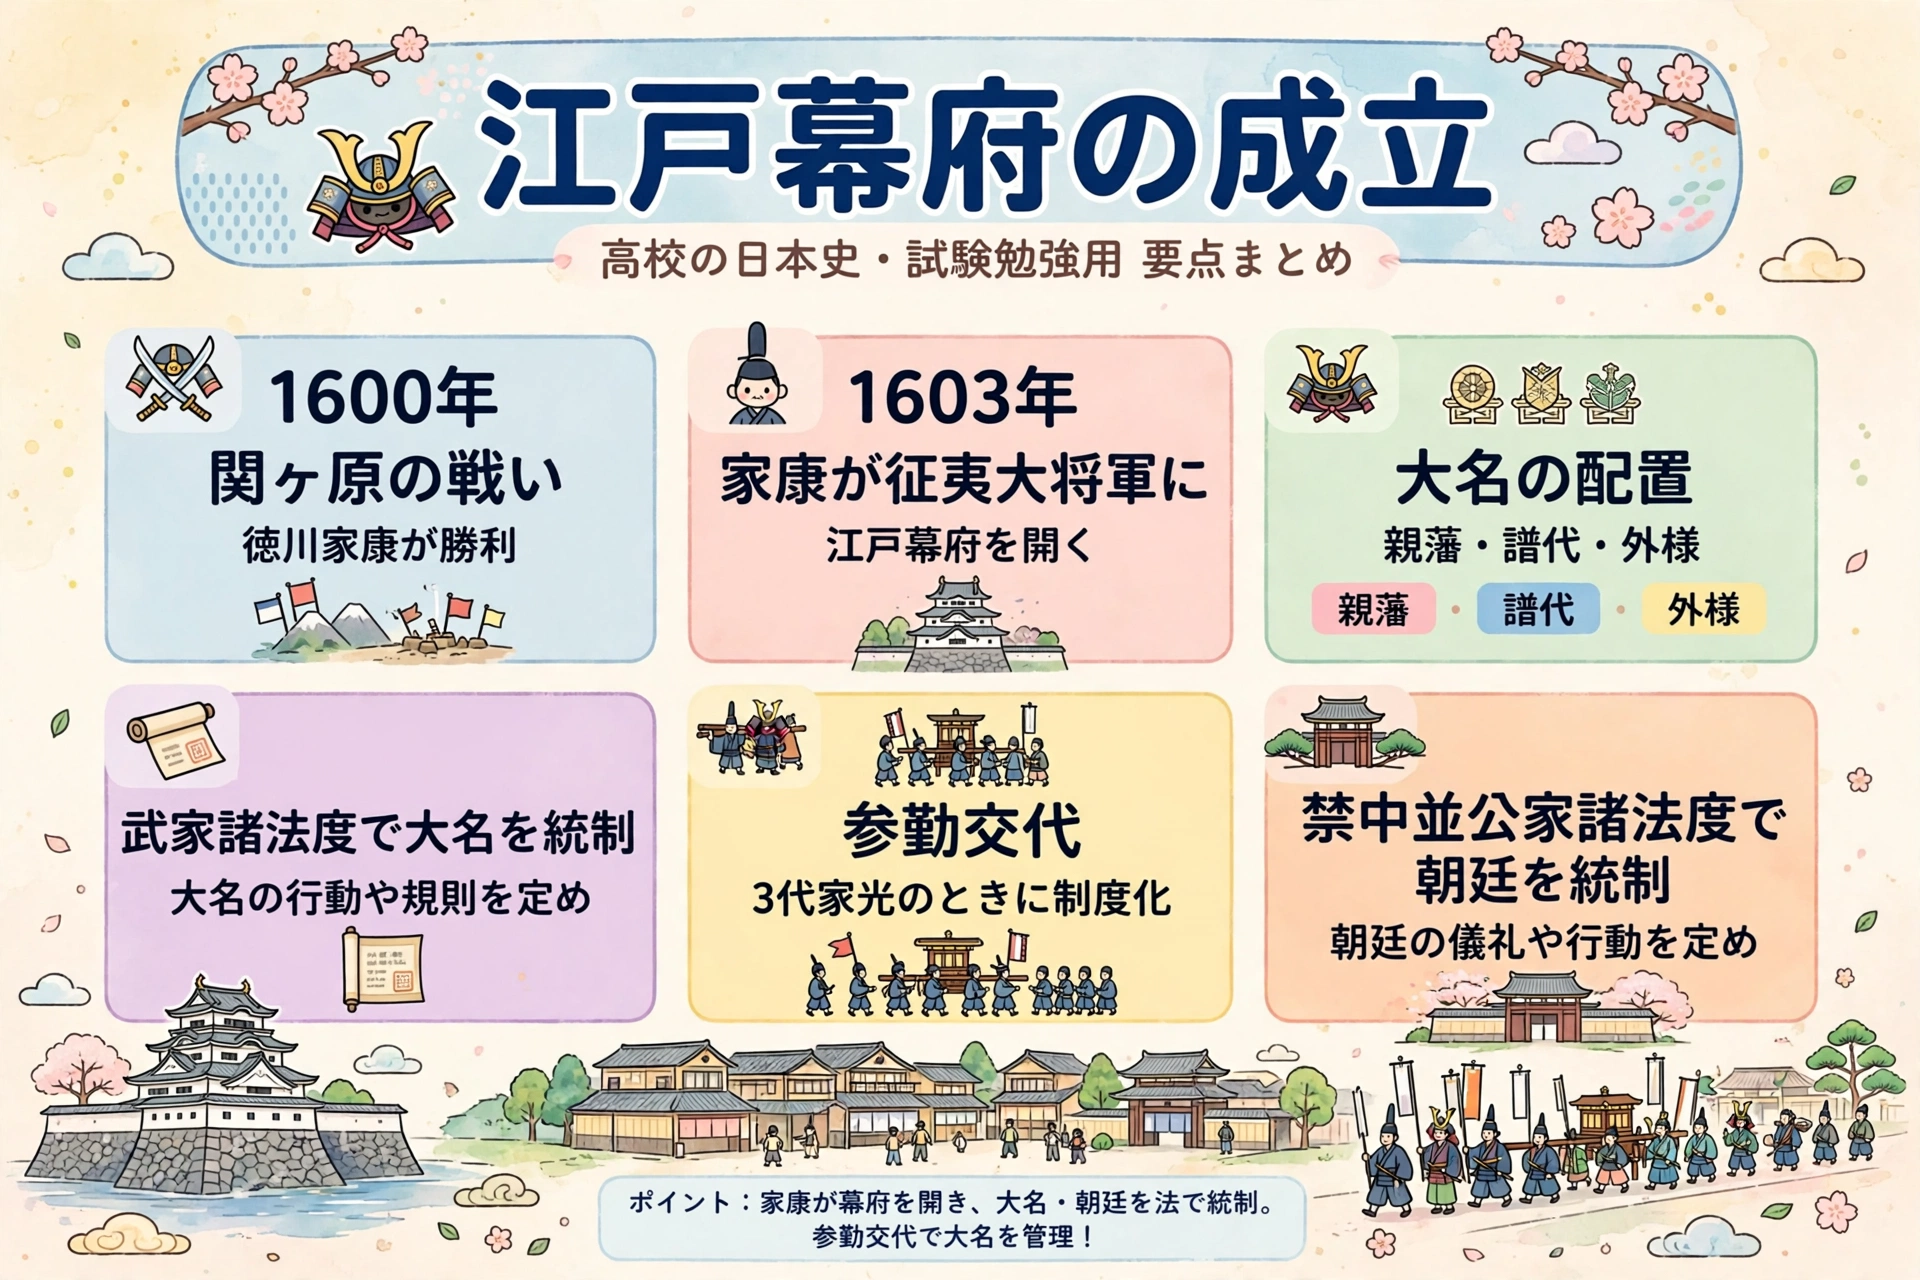 江戸幕府の成立
高校の日本史・試験勉強用 要点まとめ
1600年
関ヶ原の戦い
徳川家康が勝利
1603年
家康が征夷大将軍に
江戸幕府を開く
大名の配置
親藩・譜代・外様
親藩・譜代・外様
武家諸法度で大名を統制
大名の行動や規則を定め
参勤交代
3代家光のときに制度化
禁中並公家諸法度で
朝廷を統制
朝廷の儀礼や行動を定め
ポイント：家康が幕府を開き、大名・朝廷を法で統制。
参勤交代で大名を管理！